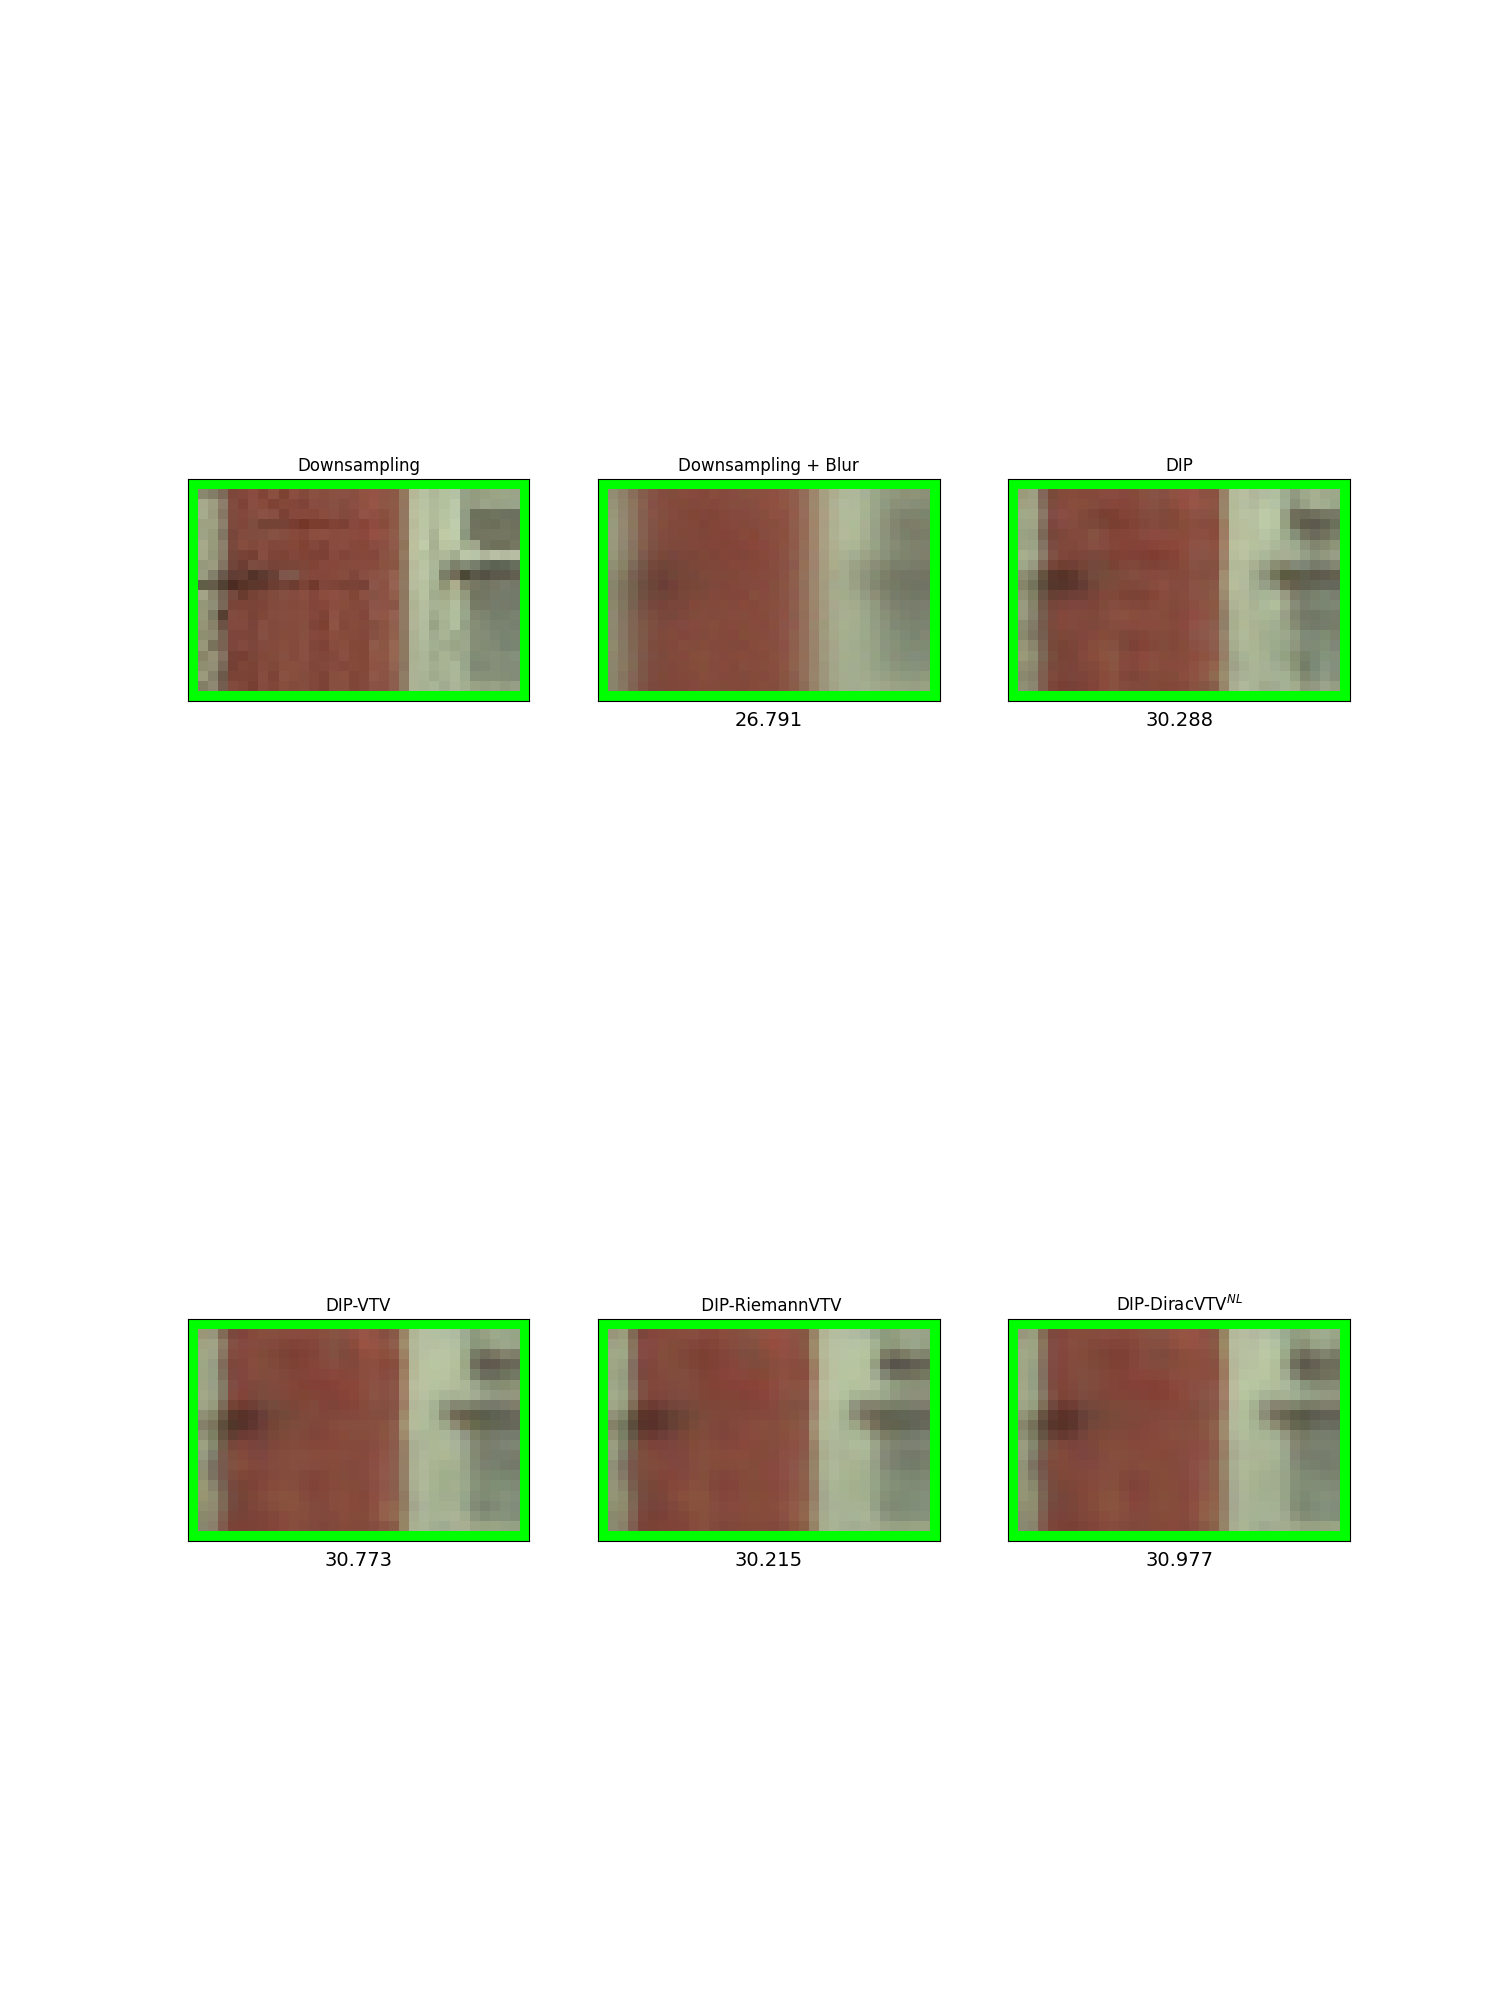 Downsampling
Downsampling + Blur
DIP
26.791
30.288
DIP-VTV
DIP-RiemannVTV
DIP-DiracVTV^{NL}
30.773
30.215
30.977